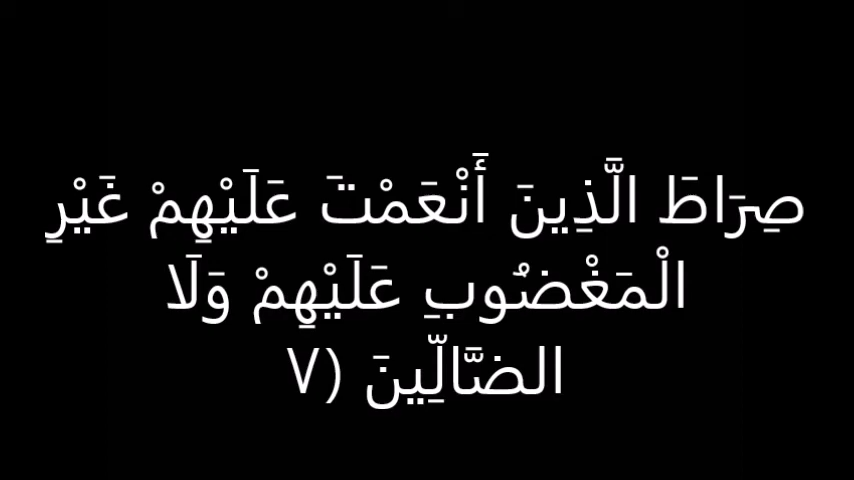 صِرَاطَ الَّذِينَ أَنْعَمْتَ عَلَيْهِمْ غَيْرِ
الْمَغْضُوبِ عَلَيْهِمْ وَلَا
الضَّالِّينَ (٧